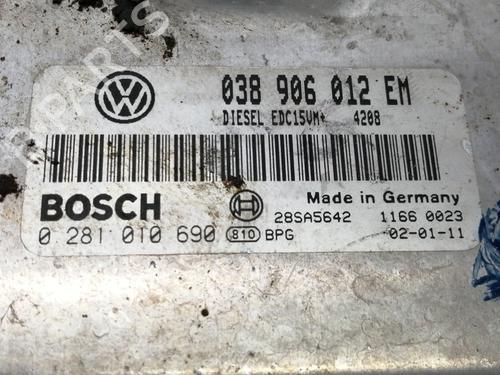 038 906 012 EM
DIESEL EDC15VM+ 4208
BOSCH
Made in Germany
28SA5642 1166 0023
0 281 010 690 810 BPG 02-01-11